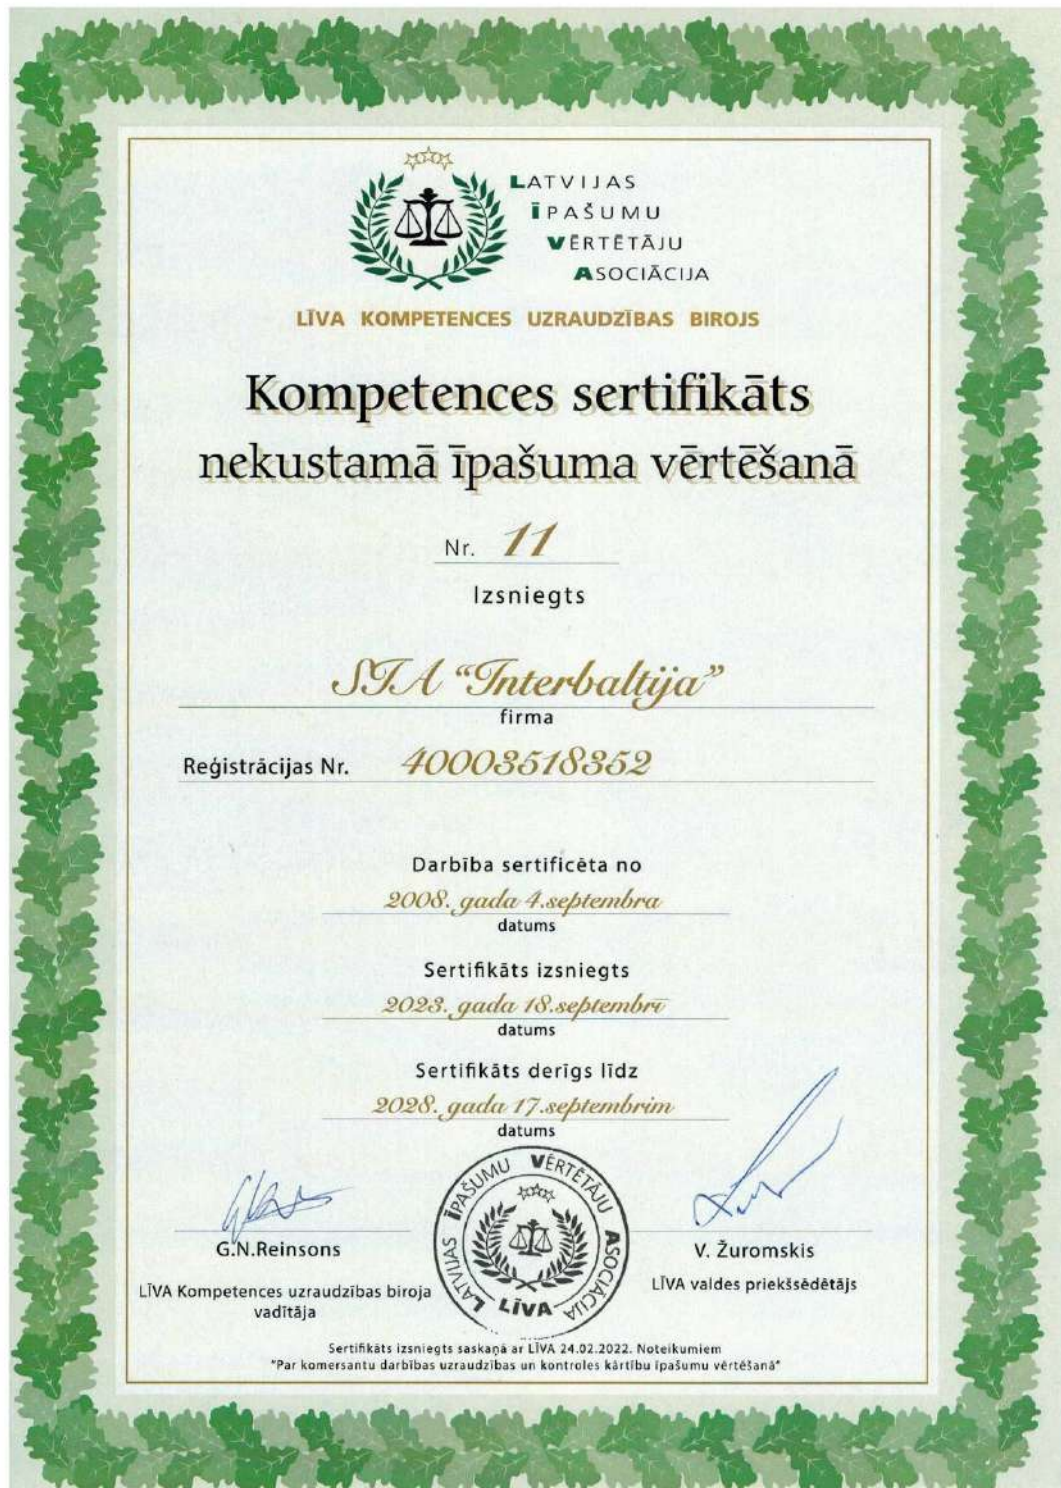 LATVIJAS
ĪPAŠUMU
VĒRTĒTĀJU
ASOCIĀCIJA
LĪVA KOMPETENCES UZRAUDZĪBAS BIROJS
Kompetences sertifikāts
nekustamā īpašuma vērtēšanā
Nr. 11
Izsniegts
SIA “Interbaltija”
firma
Reģistrācijas Nr. 40003518352
Darbība sertificēta no
2008. gada 4.septembra
datums
Sertifikāts izsniegts
2023. gada 18.septembrī
datums
Sertifikāts derīgs līdz
2028. gada 17.septembrim
datums
LATVIJAS ĪPAŠUMU VĒRTĒTĀJU ASOCIĀCIJA
LĪVA
G.N.Reinsons
LĪVA Kompetences uzraudzības biroja
vadītāja
V. Žuromskis
LĪVA valdes priekšsēdētājs
Sertifikāts izsniegts saskaņā ar LĪVA 24.02.2022. Noteikumiem
"Par komersantu darbības uzraudzības un kontroles kārtību īpašumu vērtēšanā"